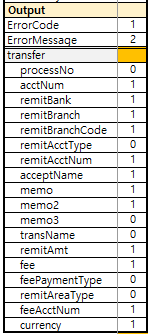 Output
ErrorCode 1
ErrorMessage 2
transfer
processNo 0
acctNum 1
remitBank 1
remitBranch 1
remitBranchCode 1
remitAcctType 0
remitAcctNum 1
acceptName 1
memo 1
memo2 1
memo3 0
transName 0
remitAmt 1
fee 1
feePaymentType 0
remitAreaType 0
feeAcctNum 1
currency 1